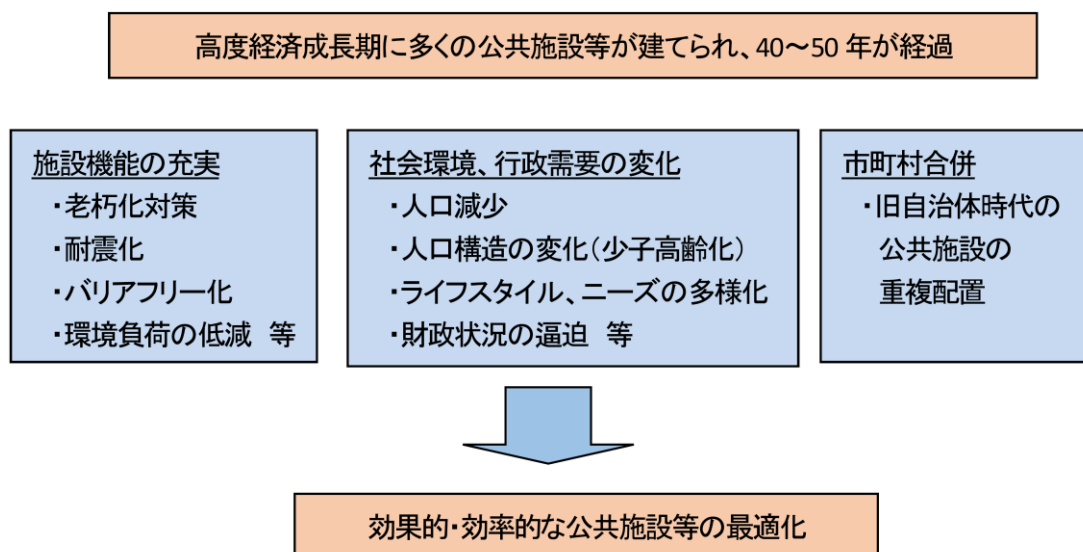 高度経済成長期に多くの公共施設等が建てられ、40～50 年が経過
施設機能の充実
・老朽化対策
・耐震化
・バリアフリー化
・環境負荷の低減 等
社会環境、行政需要の変化
・人口減少
・人口構造の変化（少子高齢化）
・ライフスタイル、ニーズの多様化
・財政状況の逼迫 等
市町村合併
・旧自治体時代の
公共施設の
重複配置
効果的・効率的な公共施設等の最適化